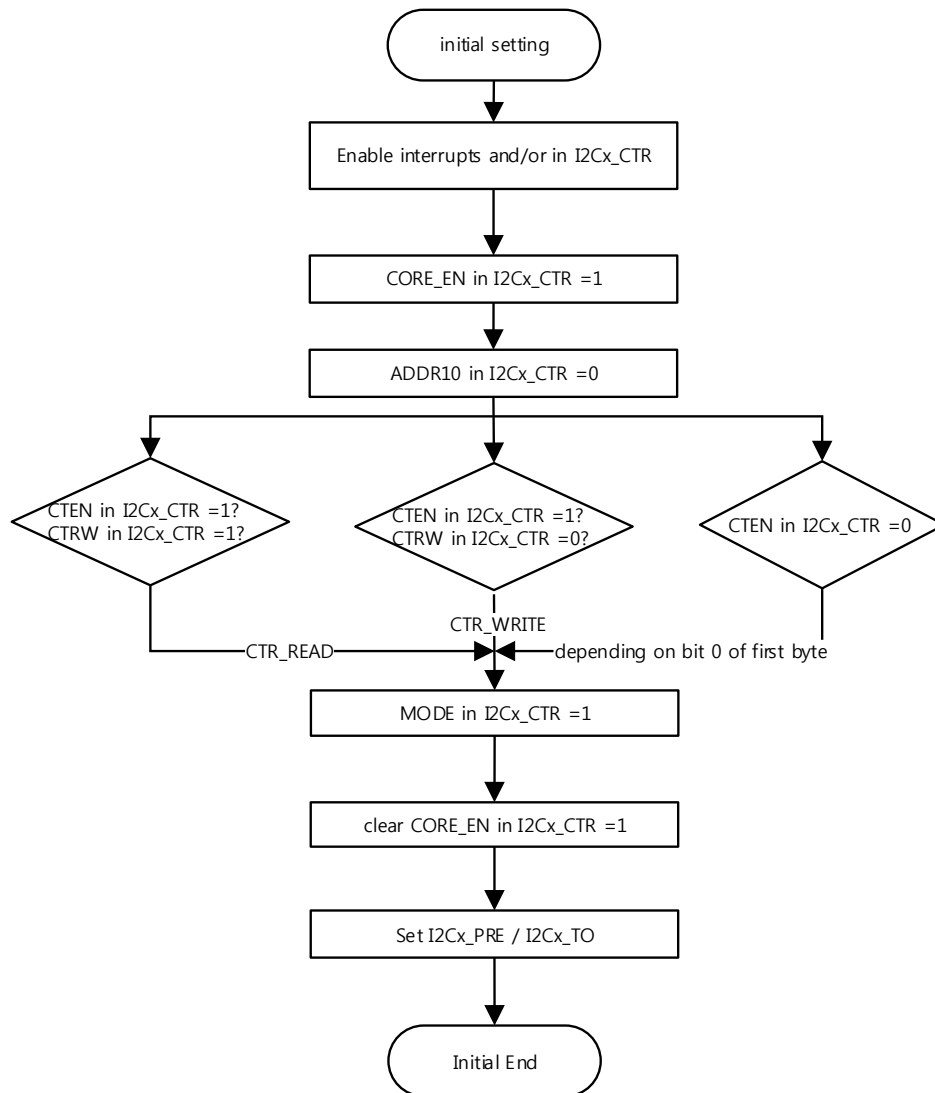 initial setting
Enable interrupts and/or in I2Cx_CTR
CORE_EN in I2Cx_CTR =1
ADDR10 in I2Cx_CTR =0
CTEN in I2Cx_CTR =1?
CTRW in I2Cx_CTR =1?
CTEN in I2Cx_CTR =1?
CTRW in I2Cx_CTR =0?
CTEN in I2Cx_CTR =0
CTR_READ
CTR_WRITE
depending on bit 0 of first byte
MODE in I2Cx_CTR =1
clear CORE_EN in I2Cx_CTR =1
Set I2Cx_PRE / I2Cx_TO
Initial End